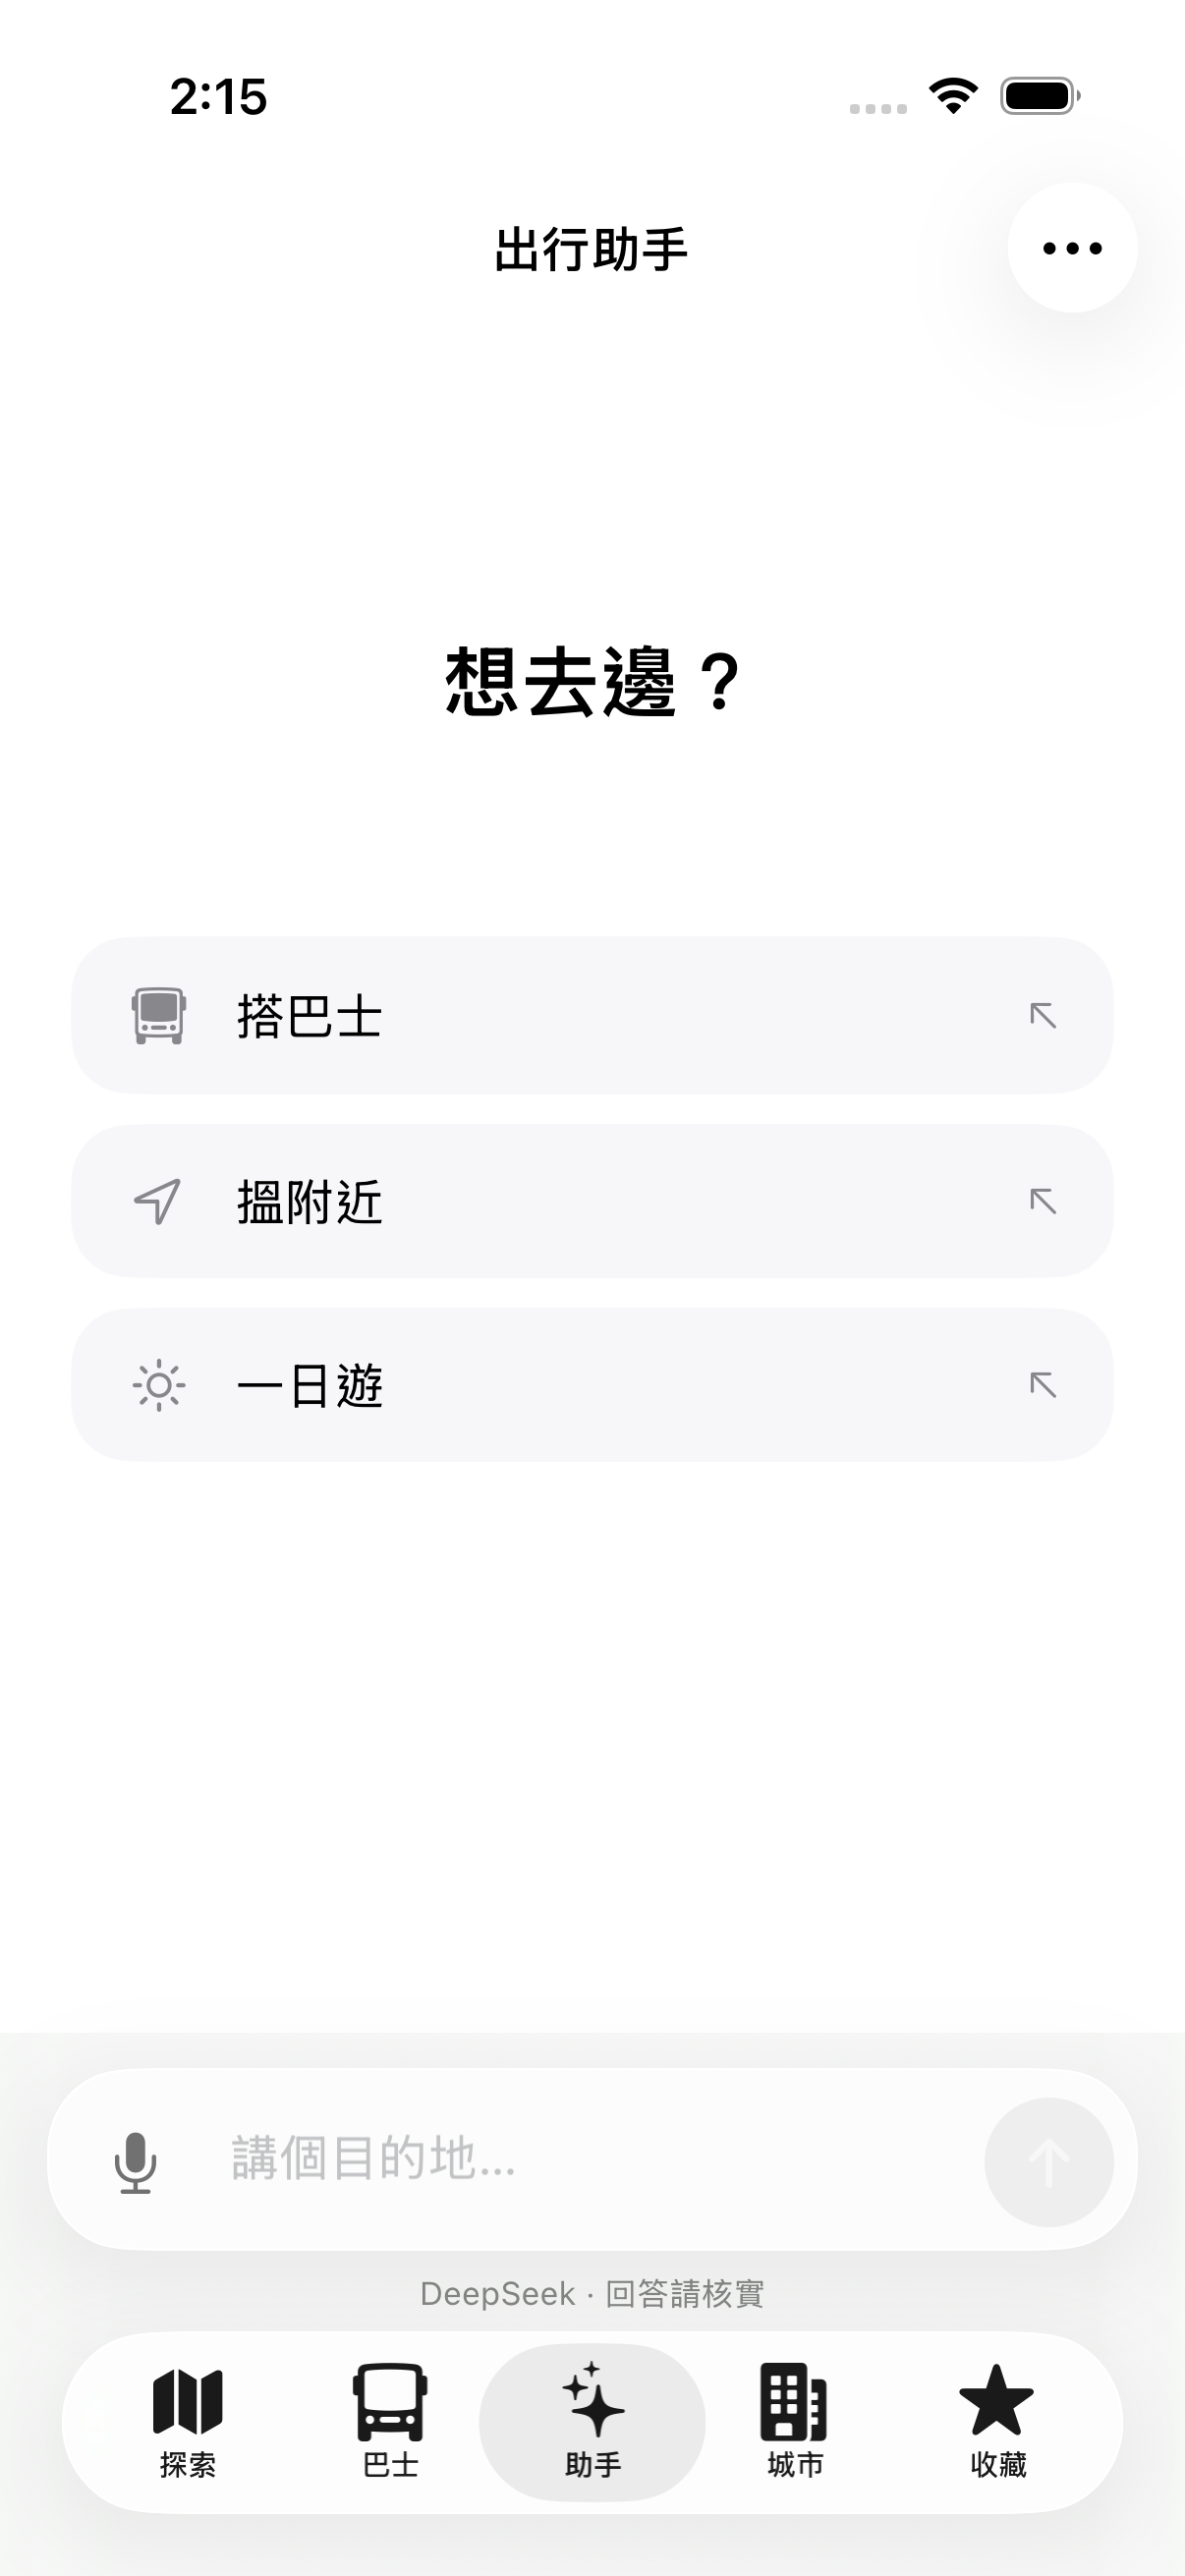 2:15
出行助手
想去邊？
搭巴士
搵附近
一日遊
講個目的地...
DeepSeek · 回答請核實
探索
巴士
助手
城市
收藏